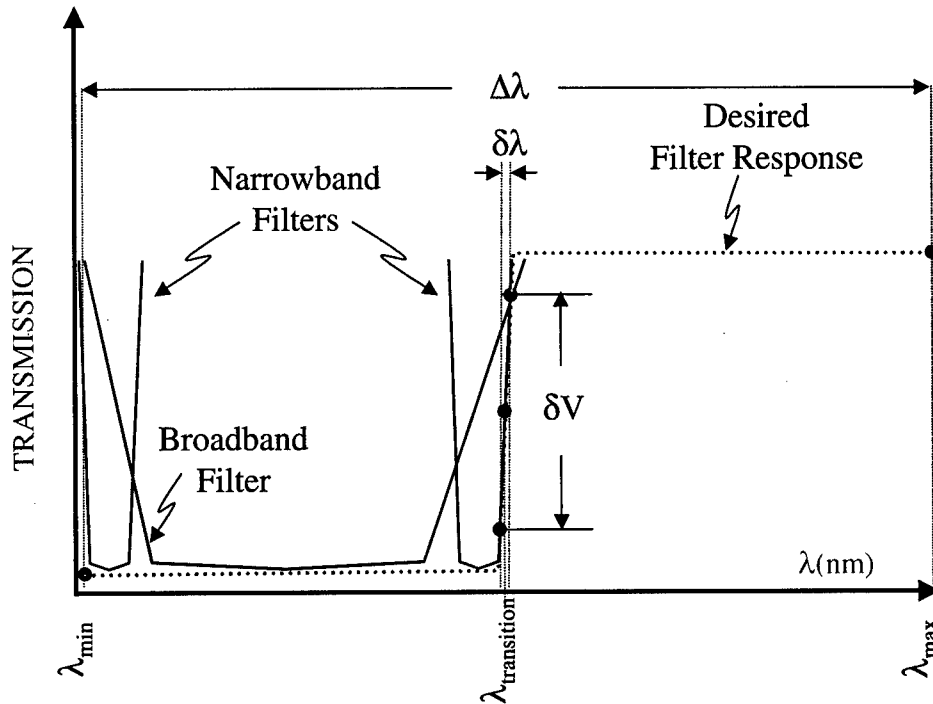 Δλ
δλ
Desired
Filter Response
Narrowband
Filters
TRANSMISSION
δV
Broadband
Filter
λ(nm)
λmin
λtransition
λmax